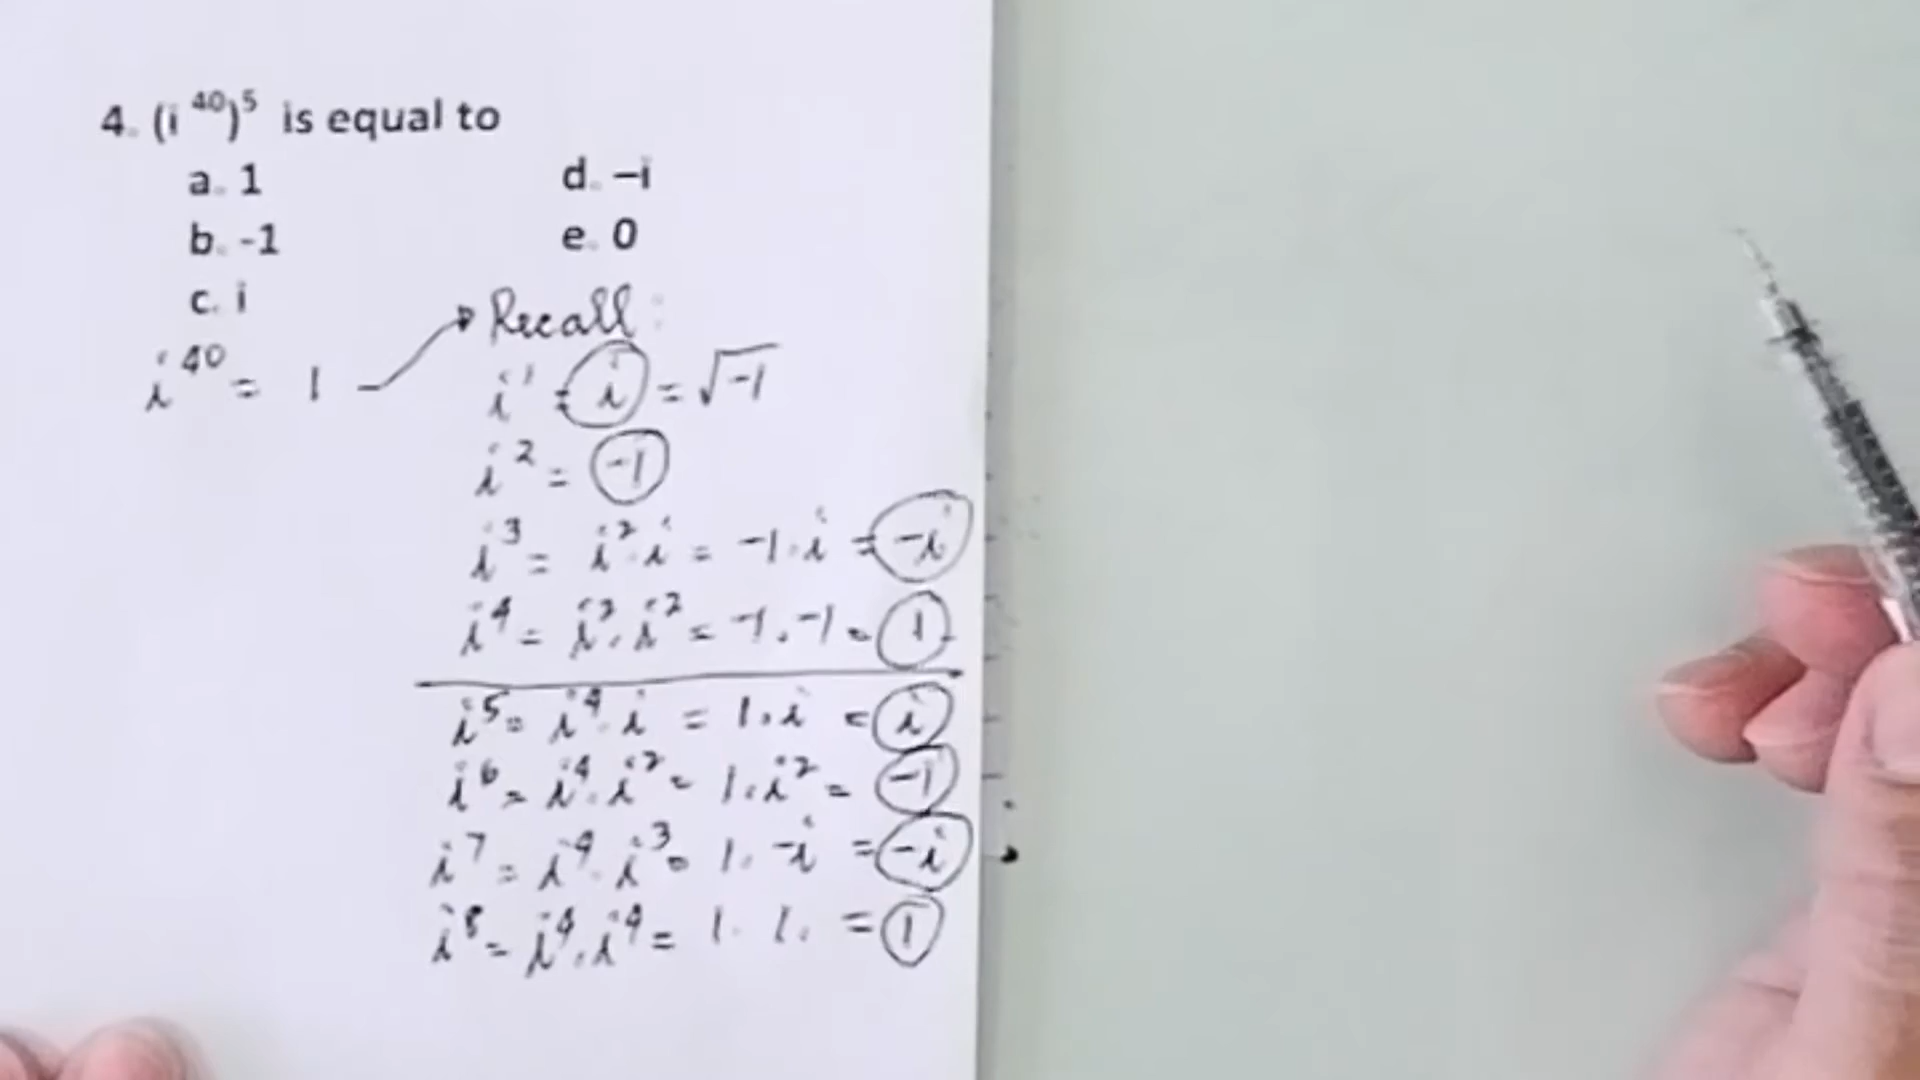 4. (i ⁴⁰)⁵ is equal to
a. 1
d. –i
b. -1
e. 0
c. i
Recall:
i⁴⁰ = 1
i¹ = i = √-1
i² = -1
i³ = i²·i = -1·i = -i
i⁴ = i²·i² = -1·-1 = 1
i⁵ = i⁴·i = 1·i = i
i⁶ = i⁴·i² = 1·i² = -1
i⁷ = i⁴·i³ = 1·-i = -i
i⁸ = i⁴·i⁴ = 1·1· = 1